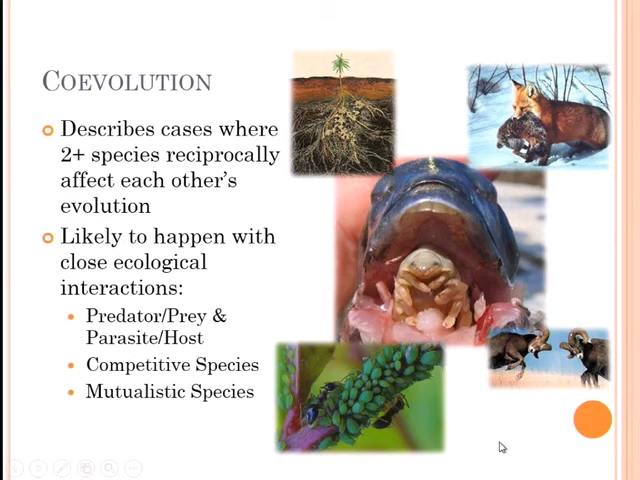 COEVOLUTION
Describes cases where
2+ species reciprocally
affect each other's
evolution
Likely to happen with
close ecological
interactions:
Predator/Prey &
Parasite/Host
Competitive Species
Mutualistic Species